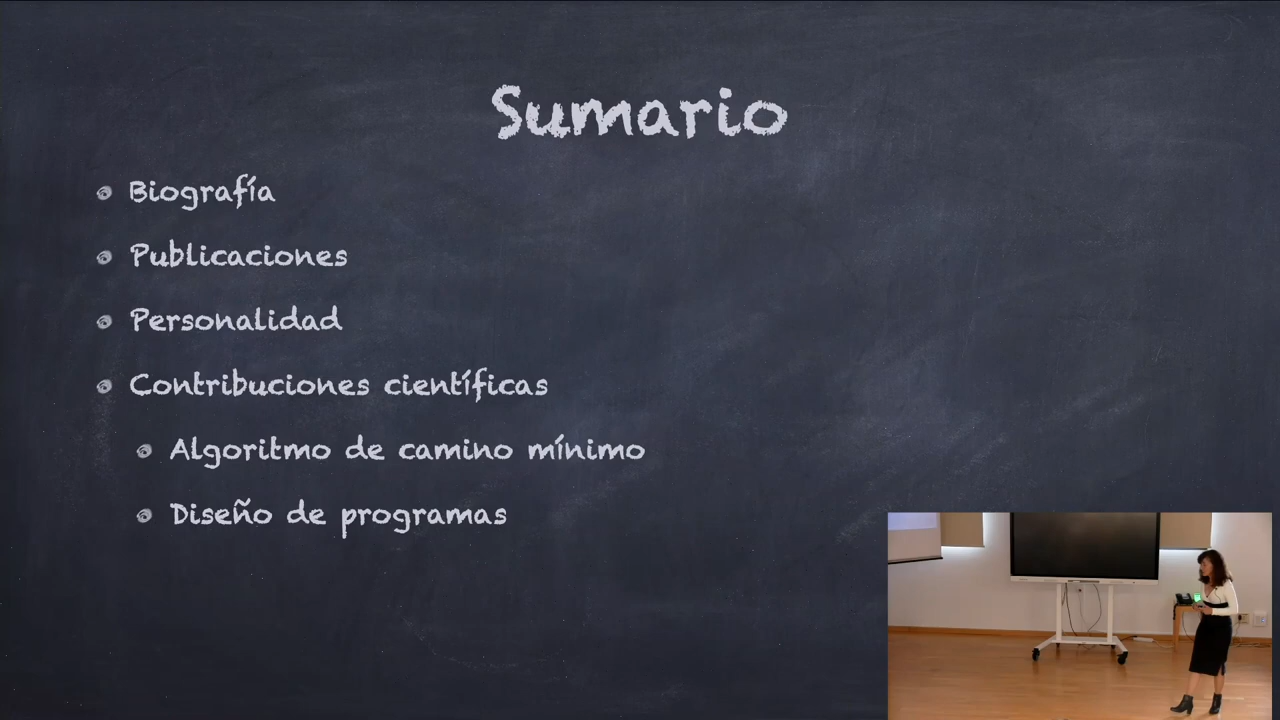 Sumario
Biografía
Publicaciones
Personalidad
Contribuciones científicas
Algoritmo de camino mínimo
Diseño de programas